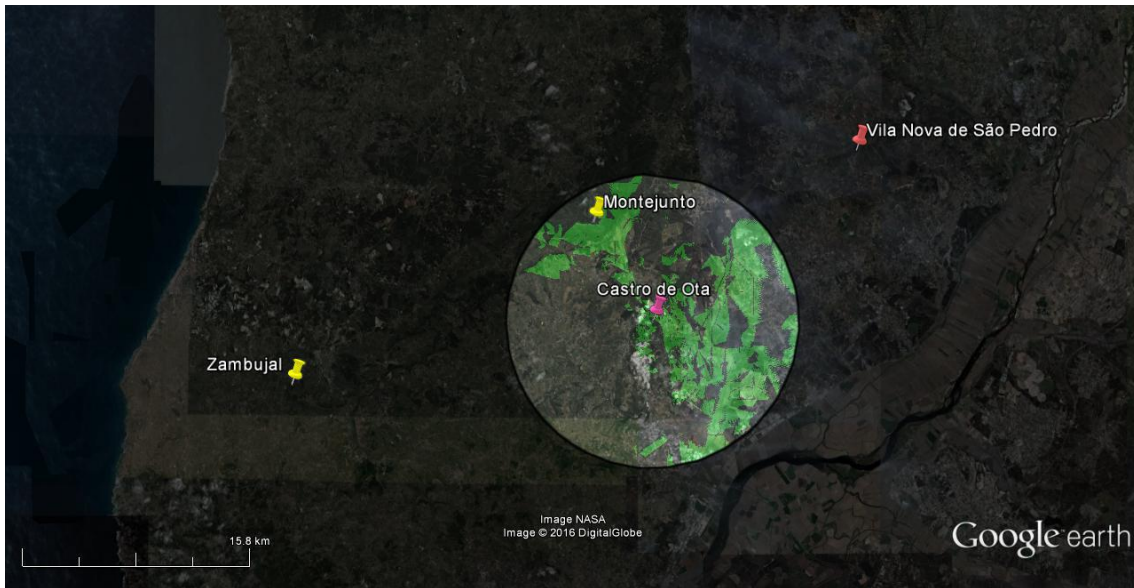 Vila Nova de São Pedro
Montejunto
Castro de Ota
Zambujal
15.8 km
Image NASA
Image © 2016 DigitalGlobe
Google earth